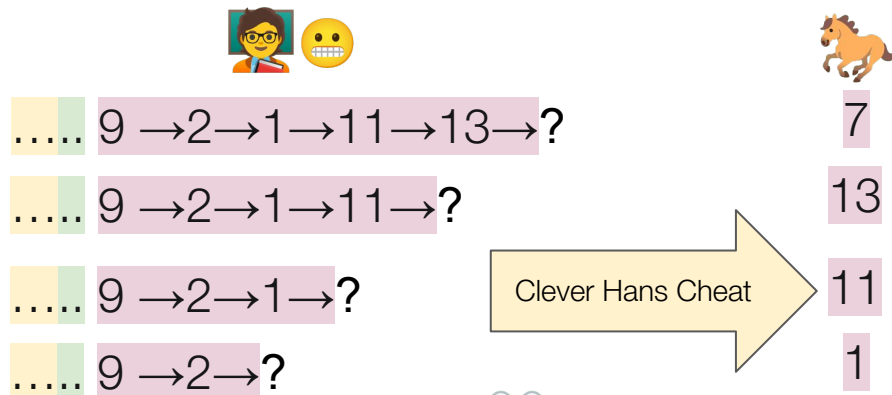 ..... 9 →2→1→11→13→? 7
..... 9 →2→1→11→? 13
..... 9 →2→1→? Clever Hans Cheat 11
..... 9 →2→? 1